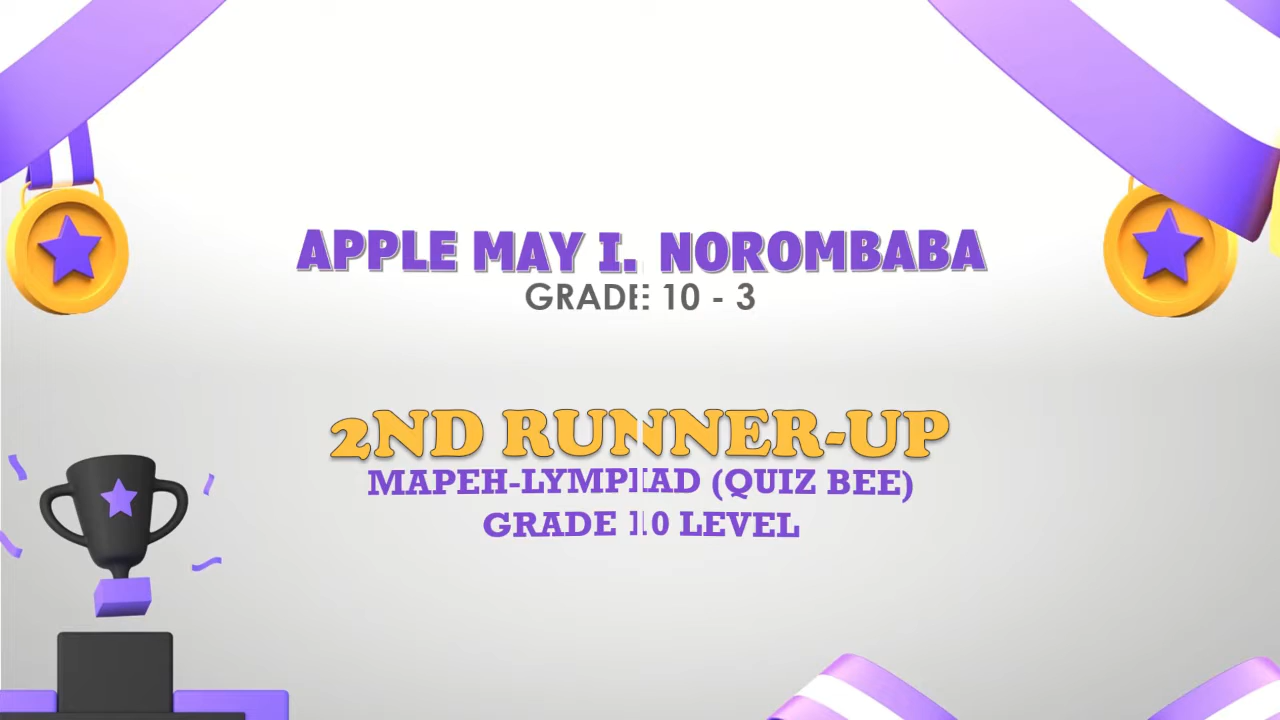 APPLE MAY I. NOROMBABA
GRADE 10 - 3
2ND RUNNER-UP
MAPEH-LYMPIAD (QUIZ BEE)
GRADE 10 LEVEL